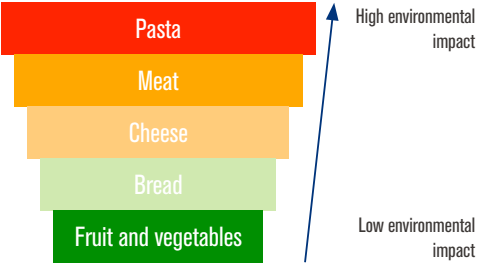 Pasta
High environmental
impact
Meat
Cheese
Bread
Fruit and vegetables
Low environmental
impact